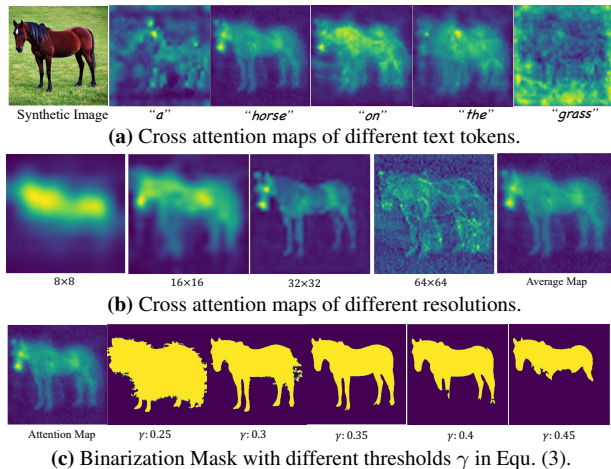 Synthetic Image "a" "horse" "on" "the" "grass"
(a) Cross attention maps of different text tokens.
8×8 16×16 32×32 64×64 Average Map
(b) Cross attention maps of different resolutions.
Attention Map γ: 0.25 γ: 0.3 γ: 0.35 γ: 0.4 γ: 0.45
(c) Binarization Mask with different thresholds γ in Equ. (3).